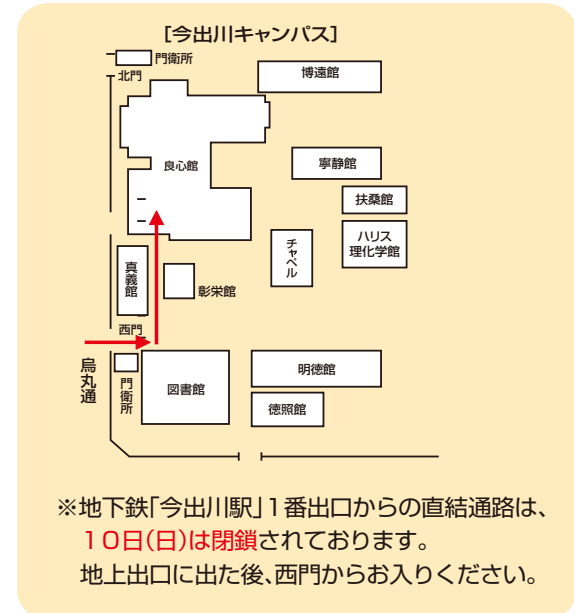 [今出川キャンパス]
門衛所
北門
博遠館
良心館
寧静館
扶桑館
ハリス
理化学館
チャペル
真義館
彰栄館
西門
烏丸通
門衛所
図書館
明徳館
徳照館
※地下鉄「今出川駅」1番出口からの直結通路は、
10日(日)は閉鎖されております。
地上出口に出た後、西門からお入りください。